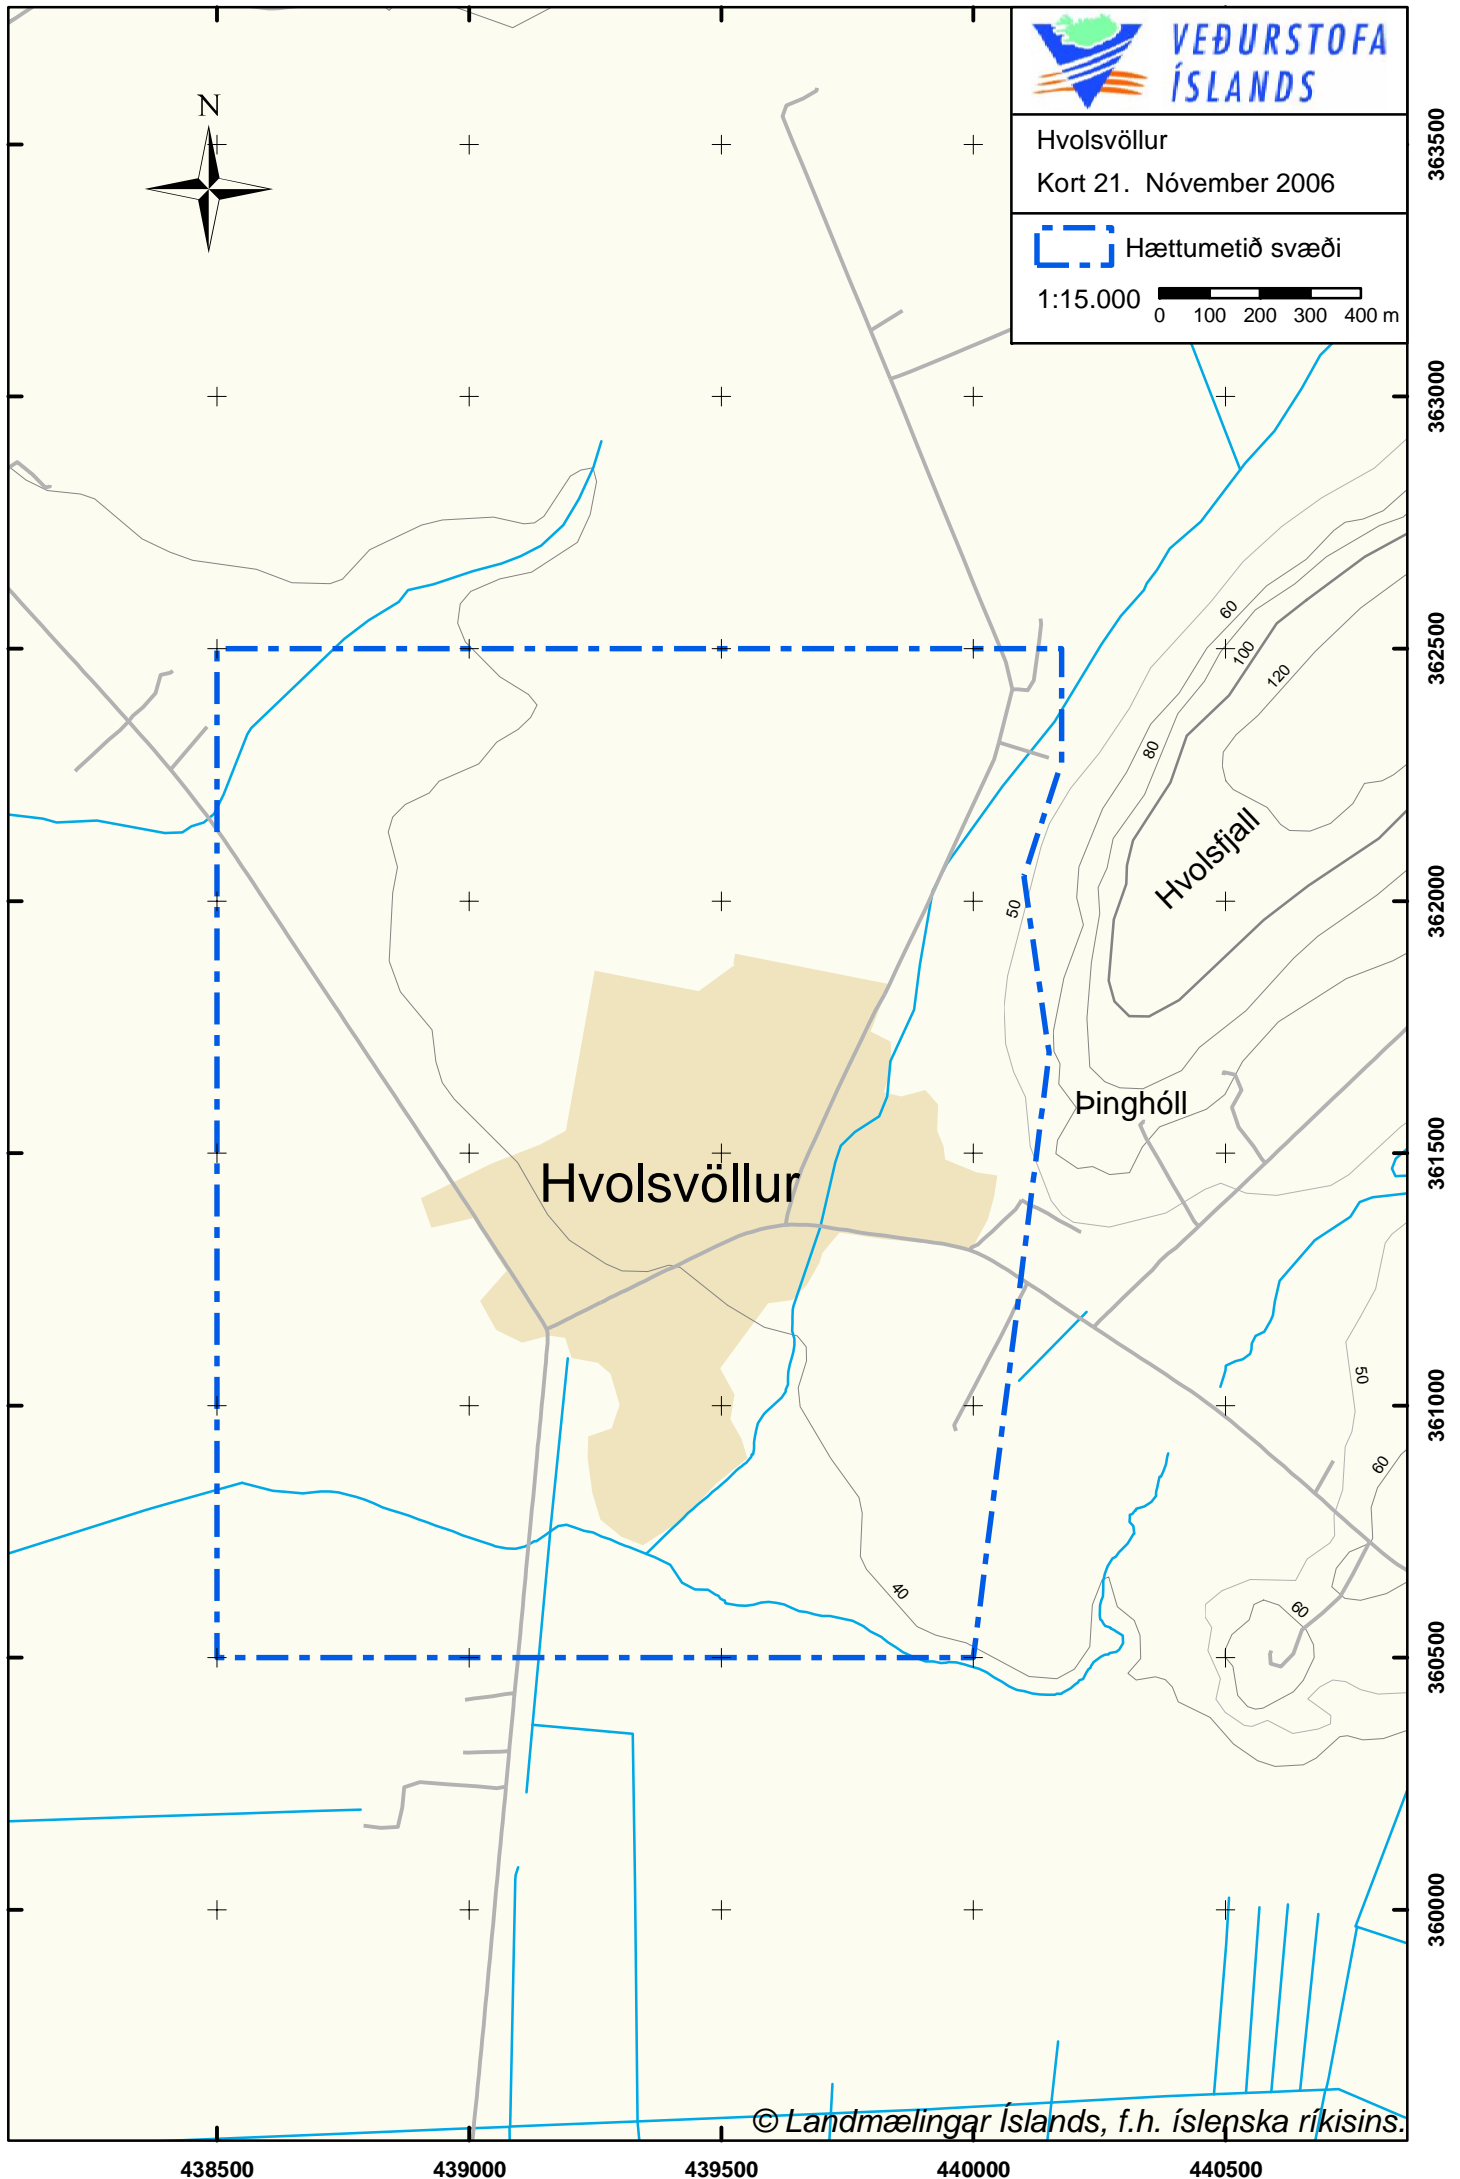 VEÐURSTOFA
ÍSLANDS
Hvolsvöllur
Kort 21. Nóvember 2006
Hættumetið svæði
1:15.000
0 100 200 300 400 m
N
363500
363000
362500
362000
361500
361000
360500
360000
60
100
120
80
Hvolsfjall
50
Þinghóll
Hvolsvöllur
50
60
40
60
© Landmælingar Íslands, f.h. íslenska ríkisins.
438500 439000 439500 440000 440500